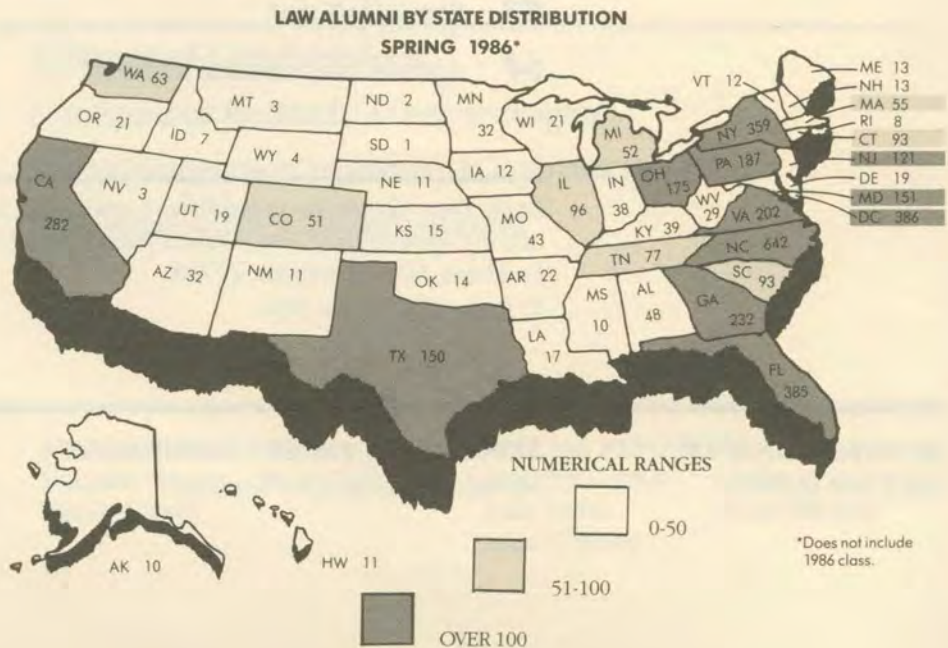 LAW ALUMNI BY STATE DISTRIBUTION
SPRING 1986*
WA 63
MT 3
ND 2
MN
32
VT 12
ME 13
NH 13
MA 55
RI 8
CT 93
NJ 121
DE 19
MD 151
DC 386
OR 21
ID 7
WY 4
SD 1
WI 21
MI
52
NY 359
PA 187
CA
282
NV 3
UT 19
CO 51
NE 11
KS 15
IA 12
MO
43
IL
96
IN
38
OH
175
WV
29
VA 202
KY 39
NC 642
TN 77
SC
93
AZ 32
NM 11
OK 14
AR 22
MS
10
AL
48
GA
232
TX 150
LA
17
FL
385
AK 10
HW 11
NUMERICAL RANGES
0-50
51-100
OVER 100
*Does not include
1986 class.